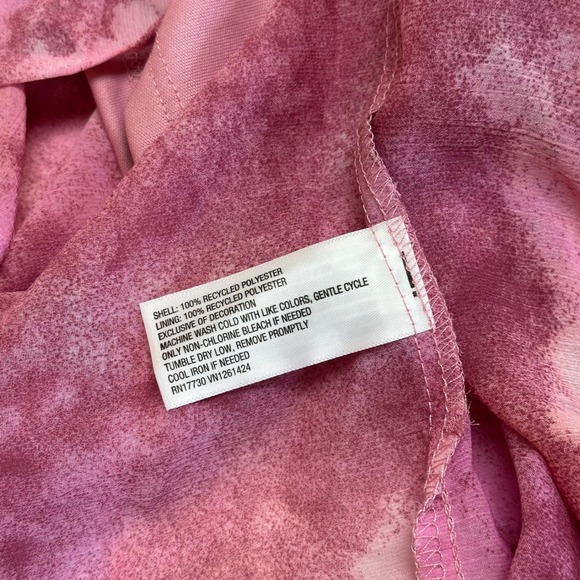 SHELL: 100% RECYCLED POLYESTER
LINING: 100% RECYCLED POLYESTER
EXCLUSIVE OF DECORATION
MACHINE WASH COLD WITH LIKE COLORS, GENTLE CYCLE
ONLY NON-CHLORINE BLEACH IF NEEDED
TUMBLE DRY LOW, REMOVE PROMPTLY
COOL IRON IF NEEDED
RN17730 VN1261424